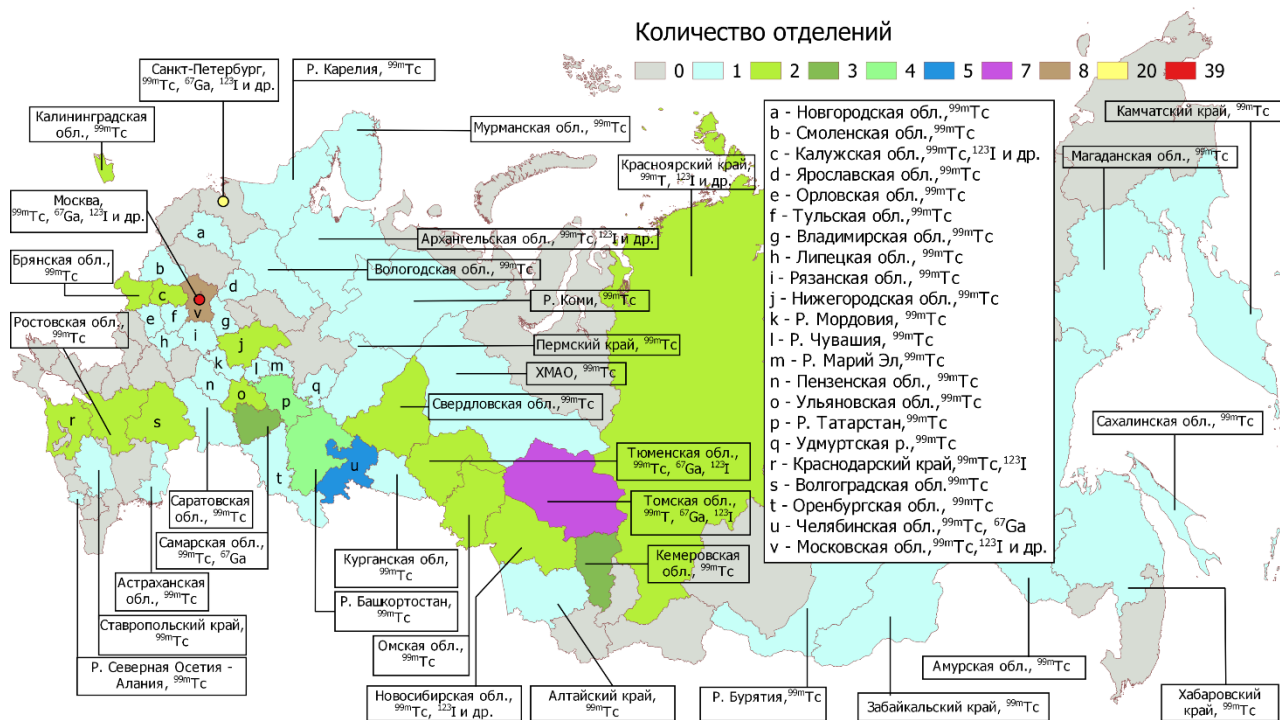 Количество отделений
0 1 2 3 4 5 7 8 20 39
Санкт-Петербург,
99mTc, 67Ga, 123I и др.
Р. Карелия, 99mTc
Калининградская
обл., 99mTc
Мурманская обл., 99mTc
Красноярский край,
99mT, 123I и др.
Камчатский край, 99mTc
Магаданская обл., 99mTc
Москва,
99mTc, 67Ga, 123I и др.
Архангельская обл., 99mTc, 123I и др.
Брянская обл.,
99mTc
Вологодская обл., 99mTc
Р. Коми, 99mTc
Ростовская обл.,
99mTc
Пермский край, 99mTc
ХМАО, 99mTc
Свердловская обл., 99mTc
Сахалинская обл., 99mTc
Тюменская обл.,
99mTc, 67Ga, 123I
Томская обл.,
99mT, 67Ga, 123I
Кемеровская
обл., 99mTc
Саратовская
обл., 99mTc
Самарская обл.,
99mTc, 67Ga
Астраханская
обл., 99mTc
Ставропольский край,
99mTc
Р. Северная Осетия -
Алания, 99mTc
Курганская обл,
99mTc
Р. Башкортостан,
99mTc
Омская обл.,
99mTc
Новосибирская обл.,
99mTc, 123I и др.
Алтайский край,
99mTc
Р. Бурятия, 99mTc
Забайкальский край, 99mTc
Амурская обл., 99mTc
Хабаровский
край, 99mTc
a - Новгородская обл.,99mTc
b - Смоленская обл.,99mTc
c - Калужская обл.,99mTc,123I и др.
d - Ярославская обл.,99mTc
e - Орловская обл.,99mTc
f - Тульская обл.,99mTc
g - Владимирская обл.,99mTc
h - Липецкая обл.,99mTc
i - Рязанская обл., 99mTc
j - Нижегородская обл.,99mTc
k - Р. Мордовия, 99mTc
l - Р. Чувашия, 99mTc
m - Р. Марий Эл,99mTc
n - Пензенская обл., 99mTc
o - Ульяновская обл., 99mTc
p - Р. Татарстан,99mTc
q - Удмуртская р.,99mTc
r - Краснодарский край,99mTc,123I
s - Волгоградская обл.99mTc
t - Оренбургская обл., 99mTc
u - Челябинская обл.,99mTc, 67Ga
v - Московская обл.,99mTc,123I и др.
a
b
c
d
e
f
v
g
h
i
j
k
l
m
n
o
p
q
r
s
t
u